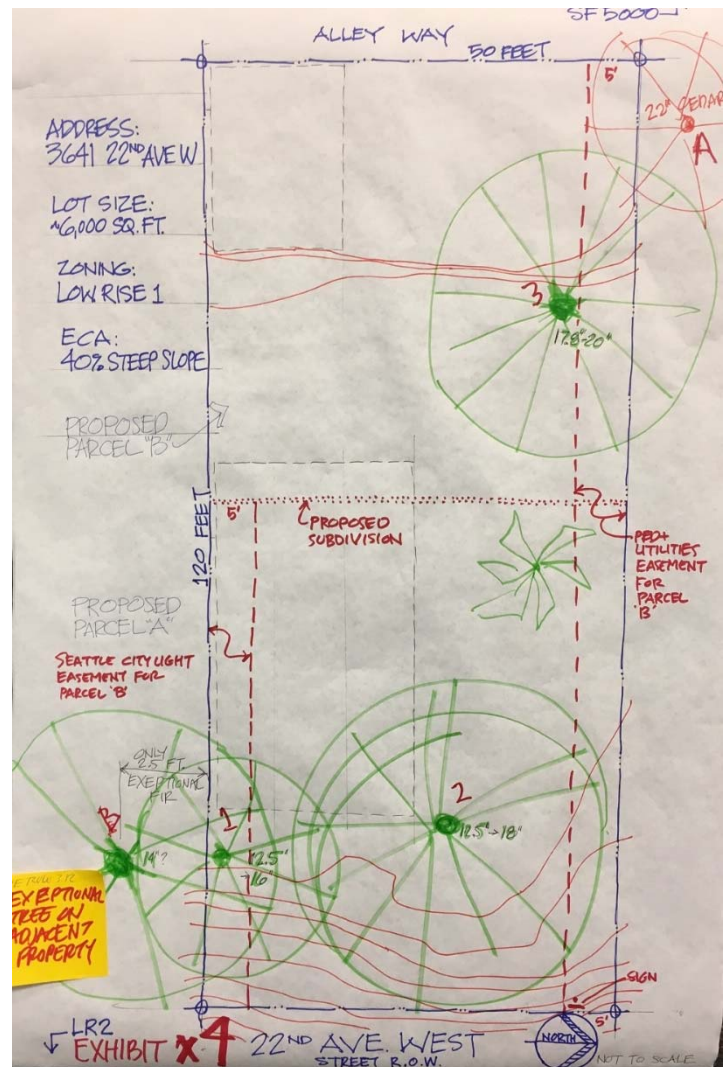 SF 5000
ALLEY WAY
50 FEET
5'
22" CEDAR
A
ADDRESS:
3641 22ND AVE W
LOT SIZE:
~6,000 SQ.FT.
ZONING:
LOW RISE 1
ECA:
40% STEEP SLOPE
3
17.8"-20"
PROPOSED
PARCEL "B"
120 FEET
5'
PROPOSED
SUBDIVISION
PED+
UTILITIES
EASEMENT
FOR
PARCEL
'B'
PROPOSED
PARCEL "A"
SEATTLE CITY LIGHT
EASEMENT FOR
PARCEL 'B'
ONLY
2.5 FT.
EXEPTIONAL
FIR
B
14"?
1
12.5"
-16"
2
12.5"→18"
EXEPTIONAL
TREE ON
ADJACENT
PROPERTY
SIGN
5'
LR2
EXHIBIT x4
22ND AVE. WEST
STREET R.O.W.
NORTH
NOT TO SCALE